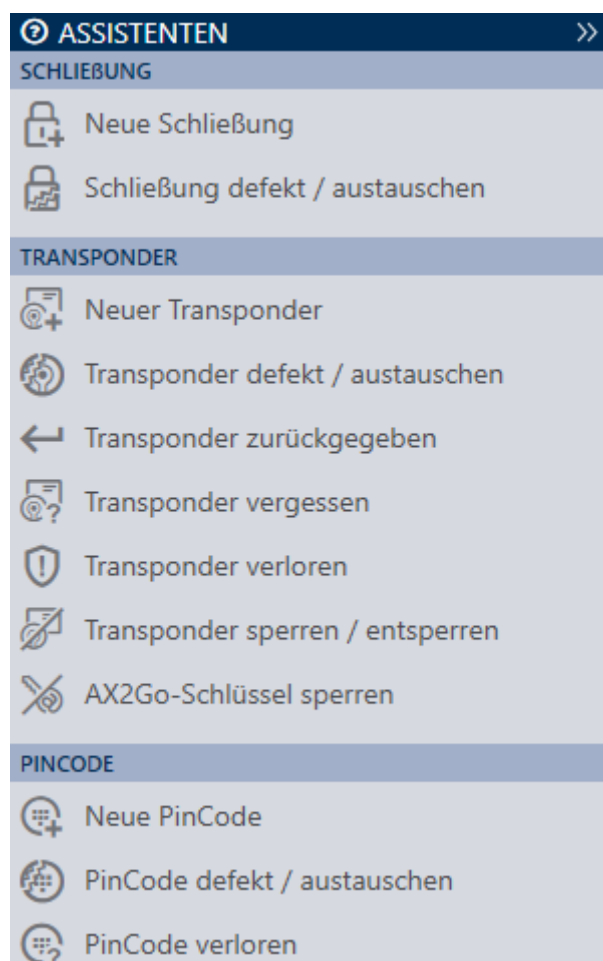 ASSISTENTEN
SCHLIEẞUNG
Neue Schließung
Schließung defekt / austauschen
TRANSPONDER
Neuer Transponder
Transponder defekt / austauschen
Transponder zurückgegeben
Transponder vergessen
Transponder verloren
Transponder sperren / entsperren
AX2Go-Schlüssel sperren
PINCODE
Neue PinCode
PinCode defekt / austauschen
PinCode verloren